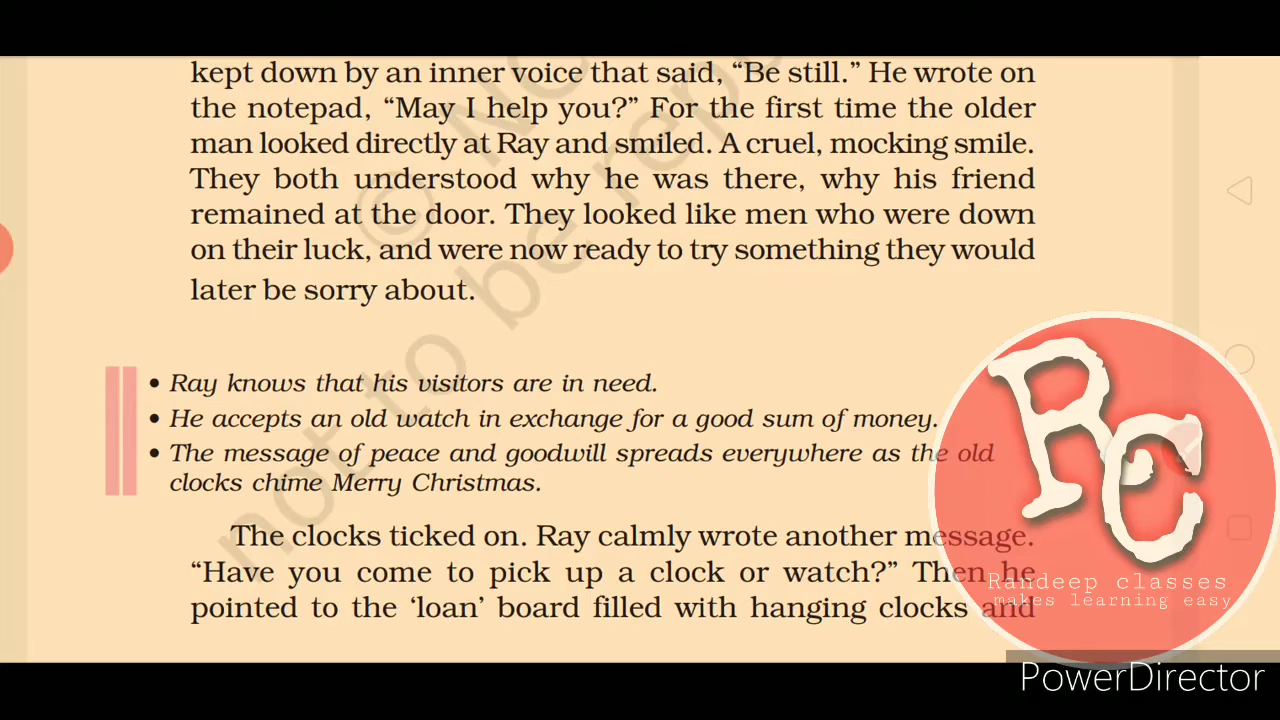 kept down by an inner voice that said, “Be still.” He wrote on
the notepad, “May I help you?” For the first time the older
man looked directly at Ray and smiled. A cruel, mocking smile.
They both understood why he was there, why his friend
remained at the door. They looked like men who were down
on their luck, and were now ready to try something they would
later be sorry about.
• Ray knows that his visitors are in need.
• He accepts an old watch in exchange for a good sum of money.
• The message of peace and goodwill spreads everywhere as the old
clocks chime Merry Christmas.
The clocks ticked on. Ray calmly wrote another message.
“Have you come to pick up a clock or watch?” Then he
pointed to the ‘loan’ board filled with hanging clocks and
© No
not to be repu
RC
Randeep classes
makes learning easy
PowerDirector